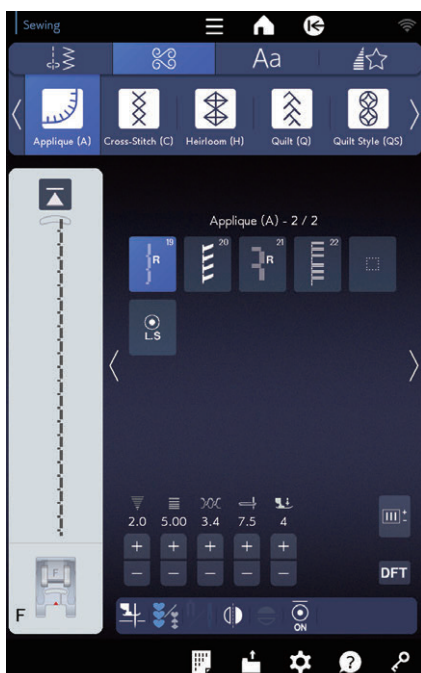 Sewing
Aa
Applique (A) Cross-Stitch (C) Heirloom (H) Quilt (Q) Quilt Style (QS)
Applique (A) - 2 / 2
19 20 21 22
R R
L.S
2.0 5.00 3.4 7.5 4
+ + + + +
− − − − −
DFT
F
F
ON
?